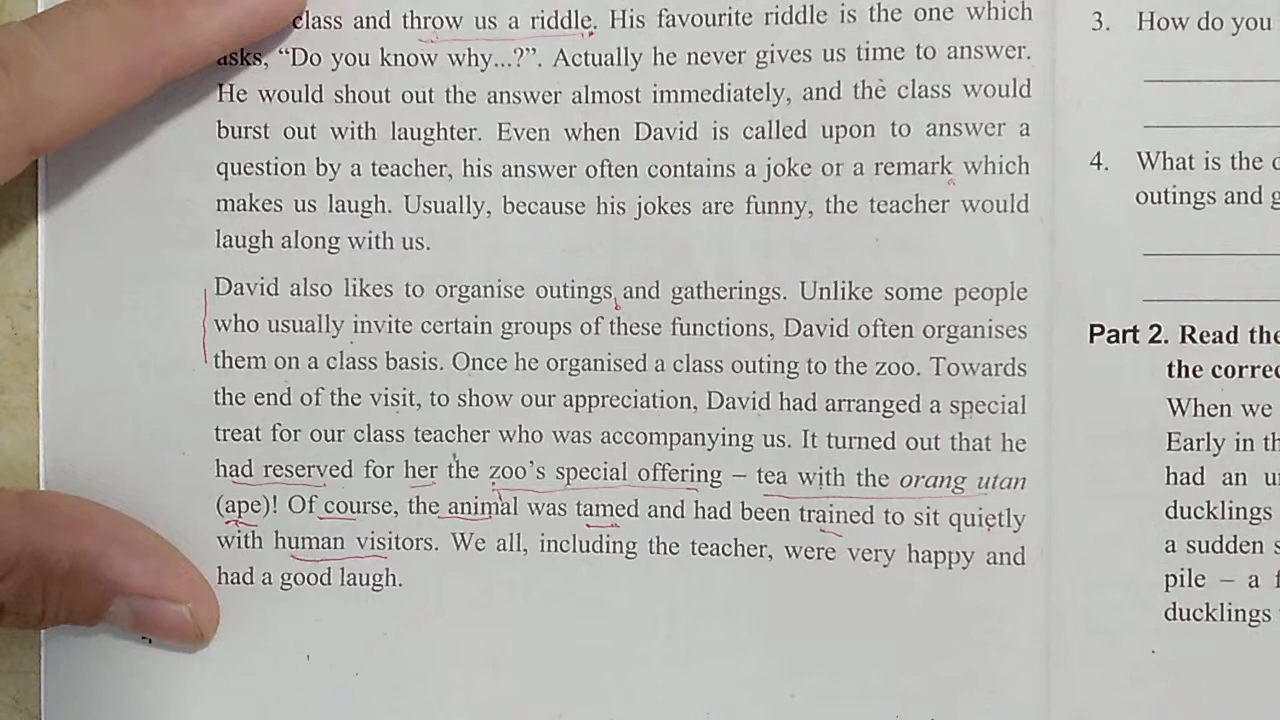 class and throw us a riddle. His favourite riddle is the one which
asks, “Do you know why...?”. Actually he never gives us time to answer.
He would shout out the answer almost immediately, and the class would
burst out with laughter. Even when David is called upon to answer a
question by a teacher, his answer often contains a joke or a remark which
makes us laugh. Usually, because his jokes are funny, the teacher would
laugh along with us.
David also likes to organise outings and gatherings. Unlike some people
who usually invite certain groups of these functions, David often organises
them on a class basis. Once he organised a class outing to the zoo. Towards
the end of the visit, to show our appreciation, David had arranged a special
treat for our class teacher who was accompanying us. It turned out that he
had reserved for her the zoo’s special offering – tea with the orang utan
(ape)! Of course, the animal was tamed and had been trained to sit quietly
with human visitors. We all, including the teacher, were very happy and
had a good laugh.
3. How do you
4. What is the
outings and
Part 2. Read the
the correc
When we
Early in th
had an u
ducklings
a sudden s
pile – a f
ducklings